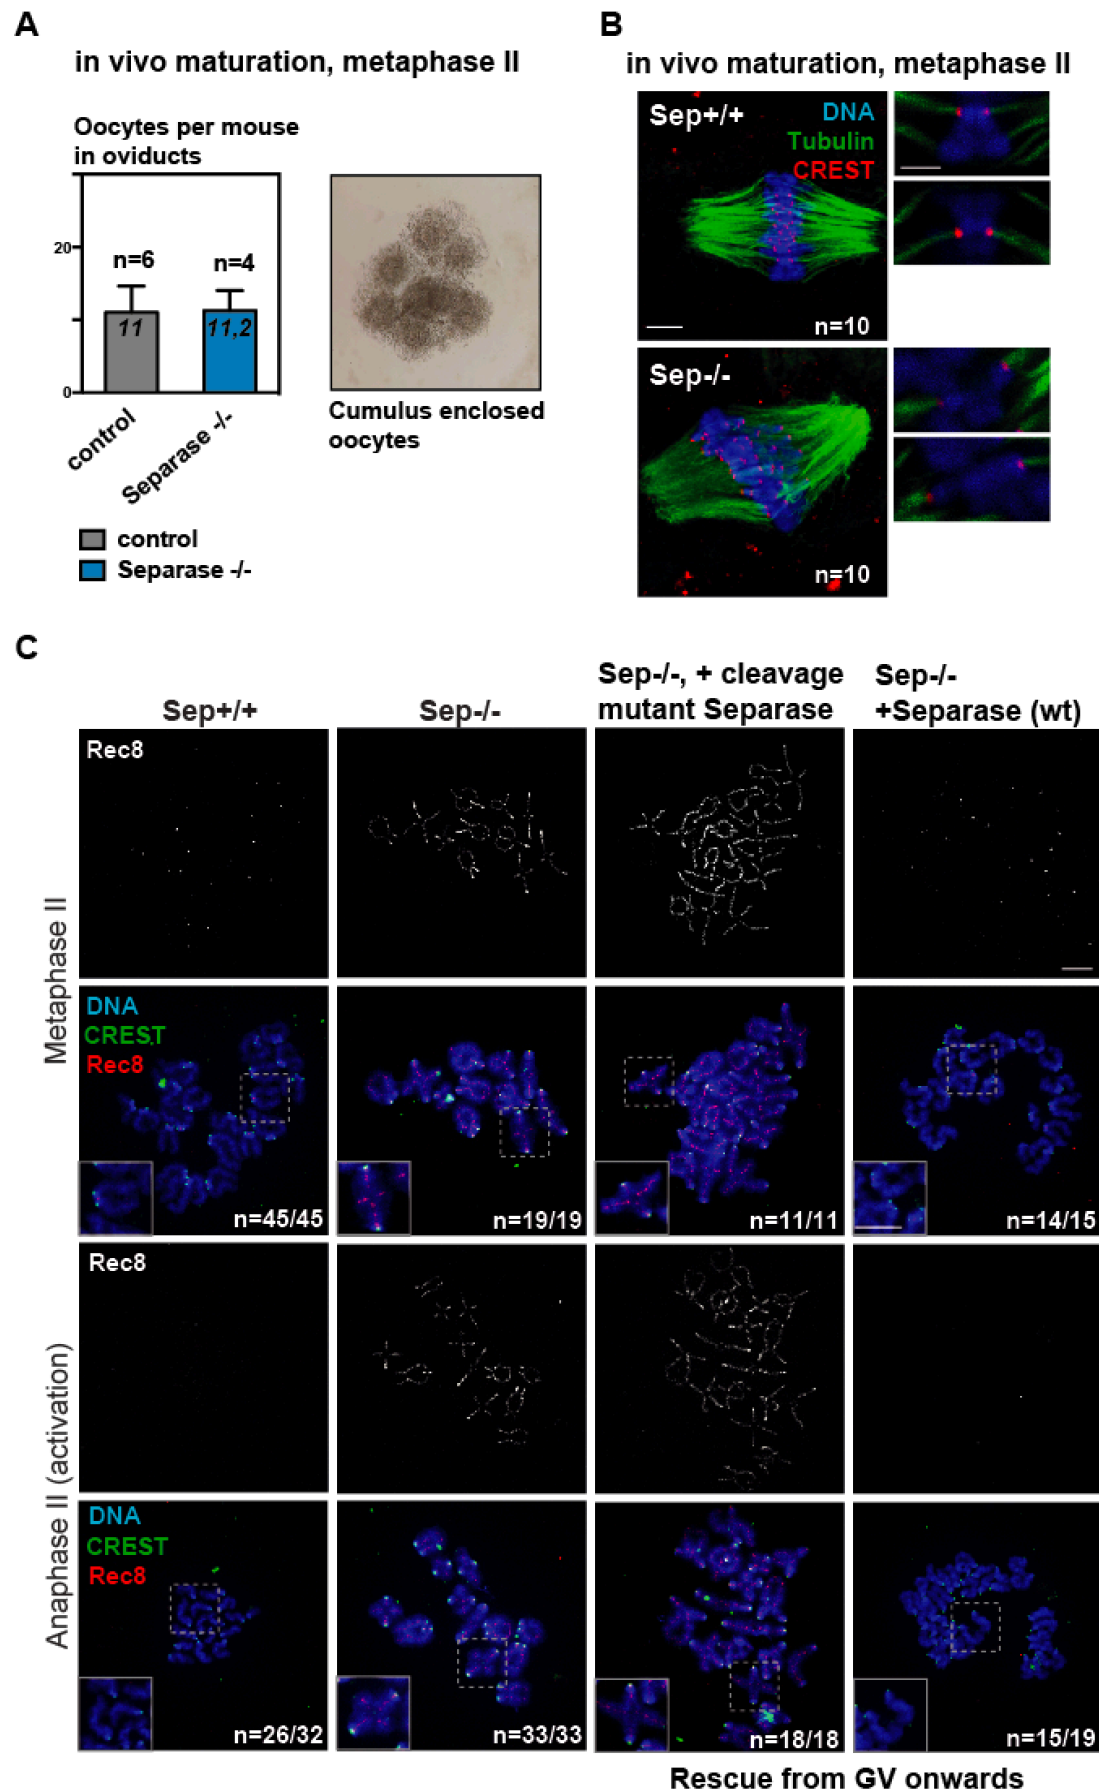 A
in vivo maturation, metaphase II
Oocytes per mouse
in oviducts
20
0
n=6
n=4
11
11,2
control
Separase -/-
control
Separase -/-
Cumulus enclosed
oocytes
B
in vivo maturation, metaphase II
Sep+/+
DNA
Tubulin
CREST
n=10
Sep-/-
n=10
C
Sep+/+
Sep-/-
Sep-/-, + cleavage
mutant Separase
Sep-/-
+Separase (wt)
Metaphase II
Rec8
DNA
CREST
Rec8
n=45/45
n=19/19
n=11/11
n=14/15
Anaphase II (activation)
Rec8
DNA
CREST
Rec8
n=26/32
n=33/33
n=18/18
n=15/19
Rescue from GV onwards